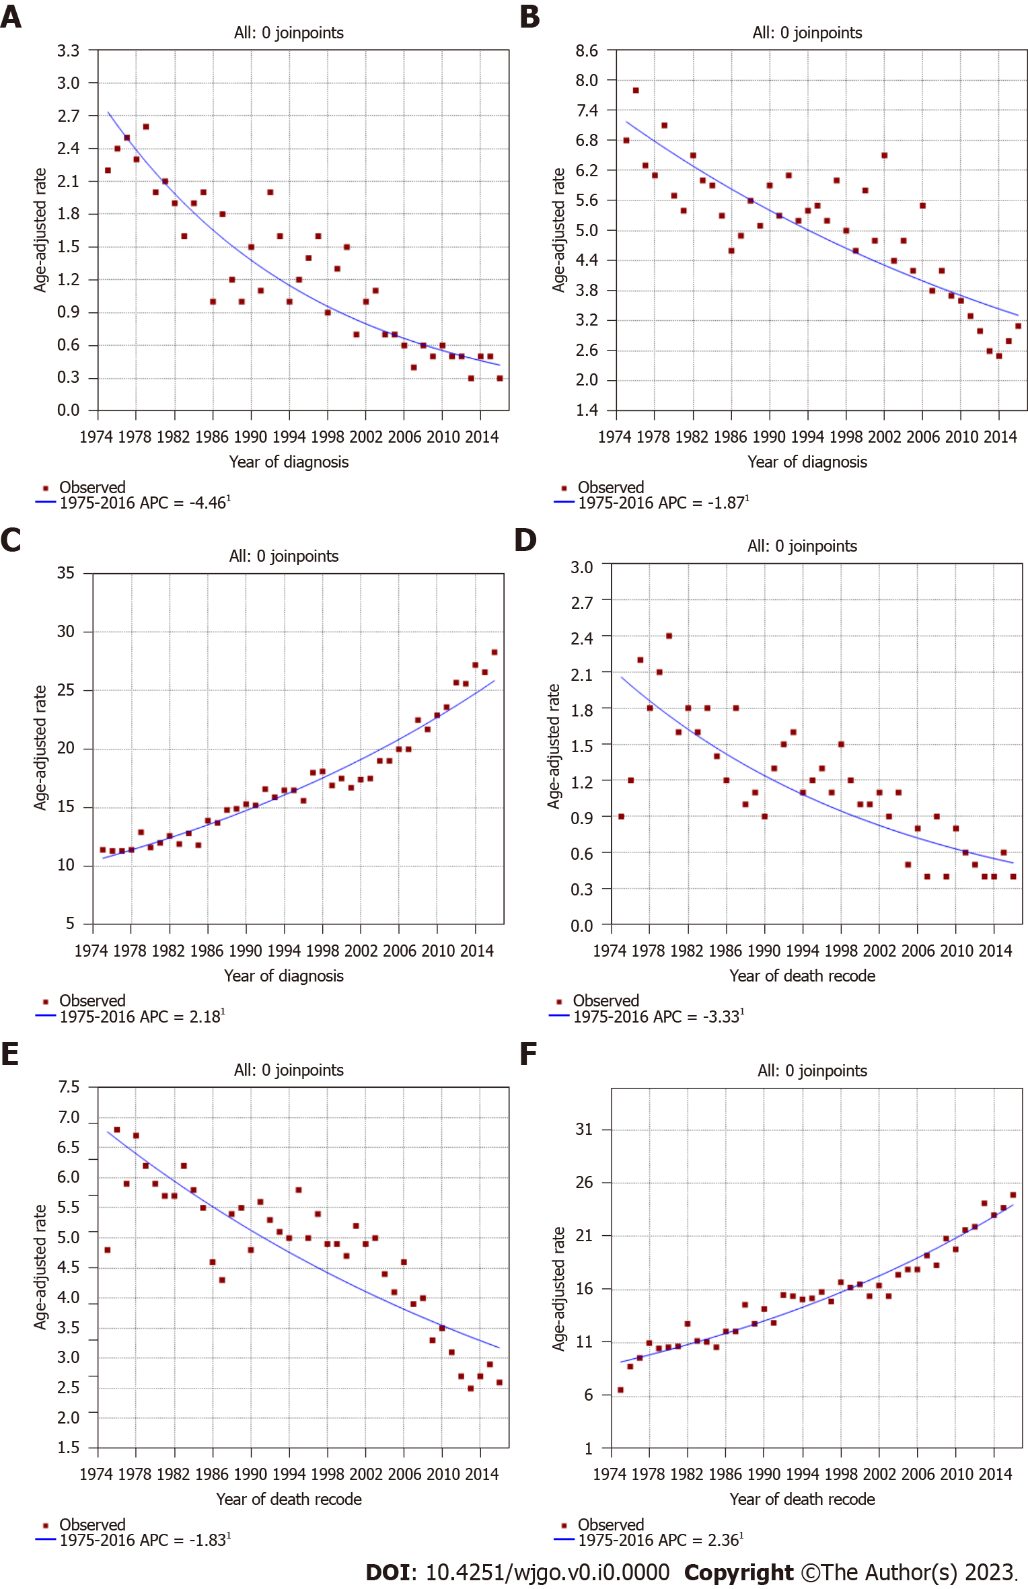 A
All: 0 joinpoints
3.3
3.0
2.7
2.4
2.1
1.8
1.5
1.2
0.9
0.6
0.3
0.0
Age-adjusted rate
1974 1978 1982 1986 1990 1994 1998 2002 2006 2010 2014
Year of diagnosis
Observed
1975-2016 APC = -4.46¹
B
All: 0 joinpoints
8.6
8.0
7.4
6.8
6.2
5.6
5.0
4.4
3.8
3.2
2.6
2.0
1.4
Age-adjusted rate
1974 1978 1982 1986 1990 1994 1998 2002 2006 2010 2014
Year of diagnosis
Observed
1975-2016 APC = -1.87¹
C
All: 0 joinpoints
35
30
25
20
15
10
5
Age-adjusted rate
1974 1978 1982 1986 1990 1994 1998 2002 2006 2010 2014
Year of diagnosis
Observed
1975-2016 APC = 2.18¹
D
All: 0 joinpoints
3.0
2.7
2.4
2.1
1.8
1.5
1.2
0.9
0.6
0.3
0.0
Age-adjusted rate
1974 1978 1982 1986 1990 1994 1998 2002 2006 2010 2014
Year of death recode
Observed
1975-2016 APC = -3.33¹
E
All: 0 joinpoints
7.5
7.0
6.5
6.0
5.5
5.0
4.5
4.0
3.5
3.0
2.5
2.0
1.5
Age-adjusted rate
1974 1978 1982 1986 1990 1994 1998 2002 2006 2010 2014
Year of death recode
Observed
1975-2016 APC = -1.83¹
F
All: 0 joinpoints
31
26
21
16
11
6
1
Age-adjusted rate
1974 1978 1982 1986 1990 1994 1998 2002 2006 2010 2014
Year of death recode
Observed
1975-2016 APC = 2.36¹
DOI: 10.4251/wjgo.v0.i0.0000 Copyright ©The Author(s) 2023.